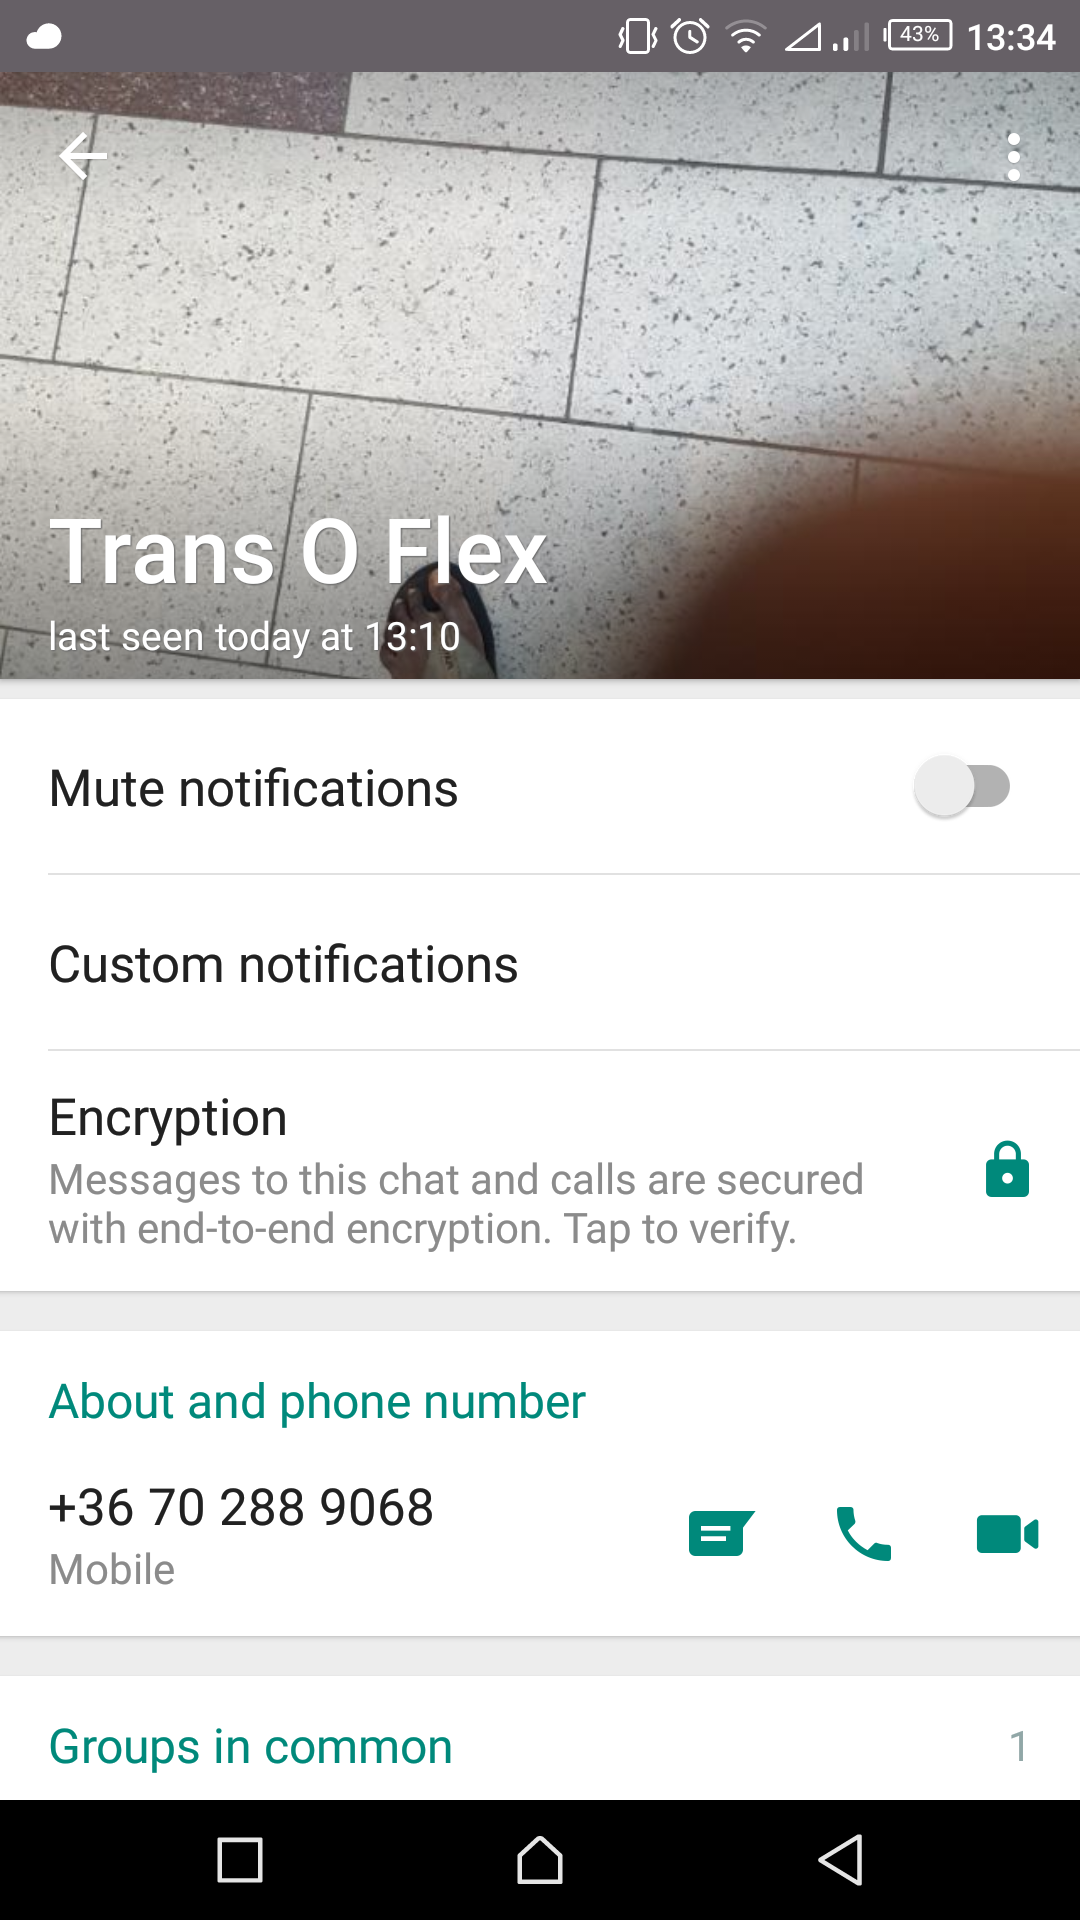 43% 13:34
Trans O Flex
last seen today at 13:10
Mute notifications
Custom notifications
Encryption
Messages to this chat and calls are secured
with end-to-end encryption. Tap to verify.
About and phone number
+36 70 288 9068
Mobile
Groups in common 1